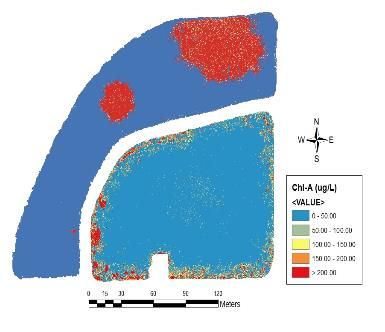 N
W E
S
Chl-A (ug/L)
<VALUE>
0 - 50.00
50.00 - 100.00
100.00 - 150.00
150.00 - 200.00
> 200.00
0 15 30 60 90 120
Meters